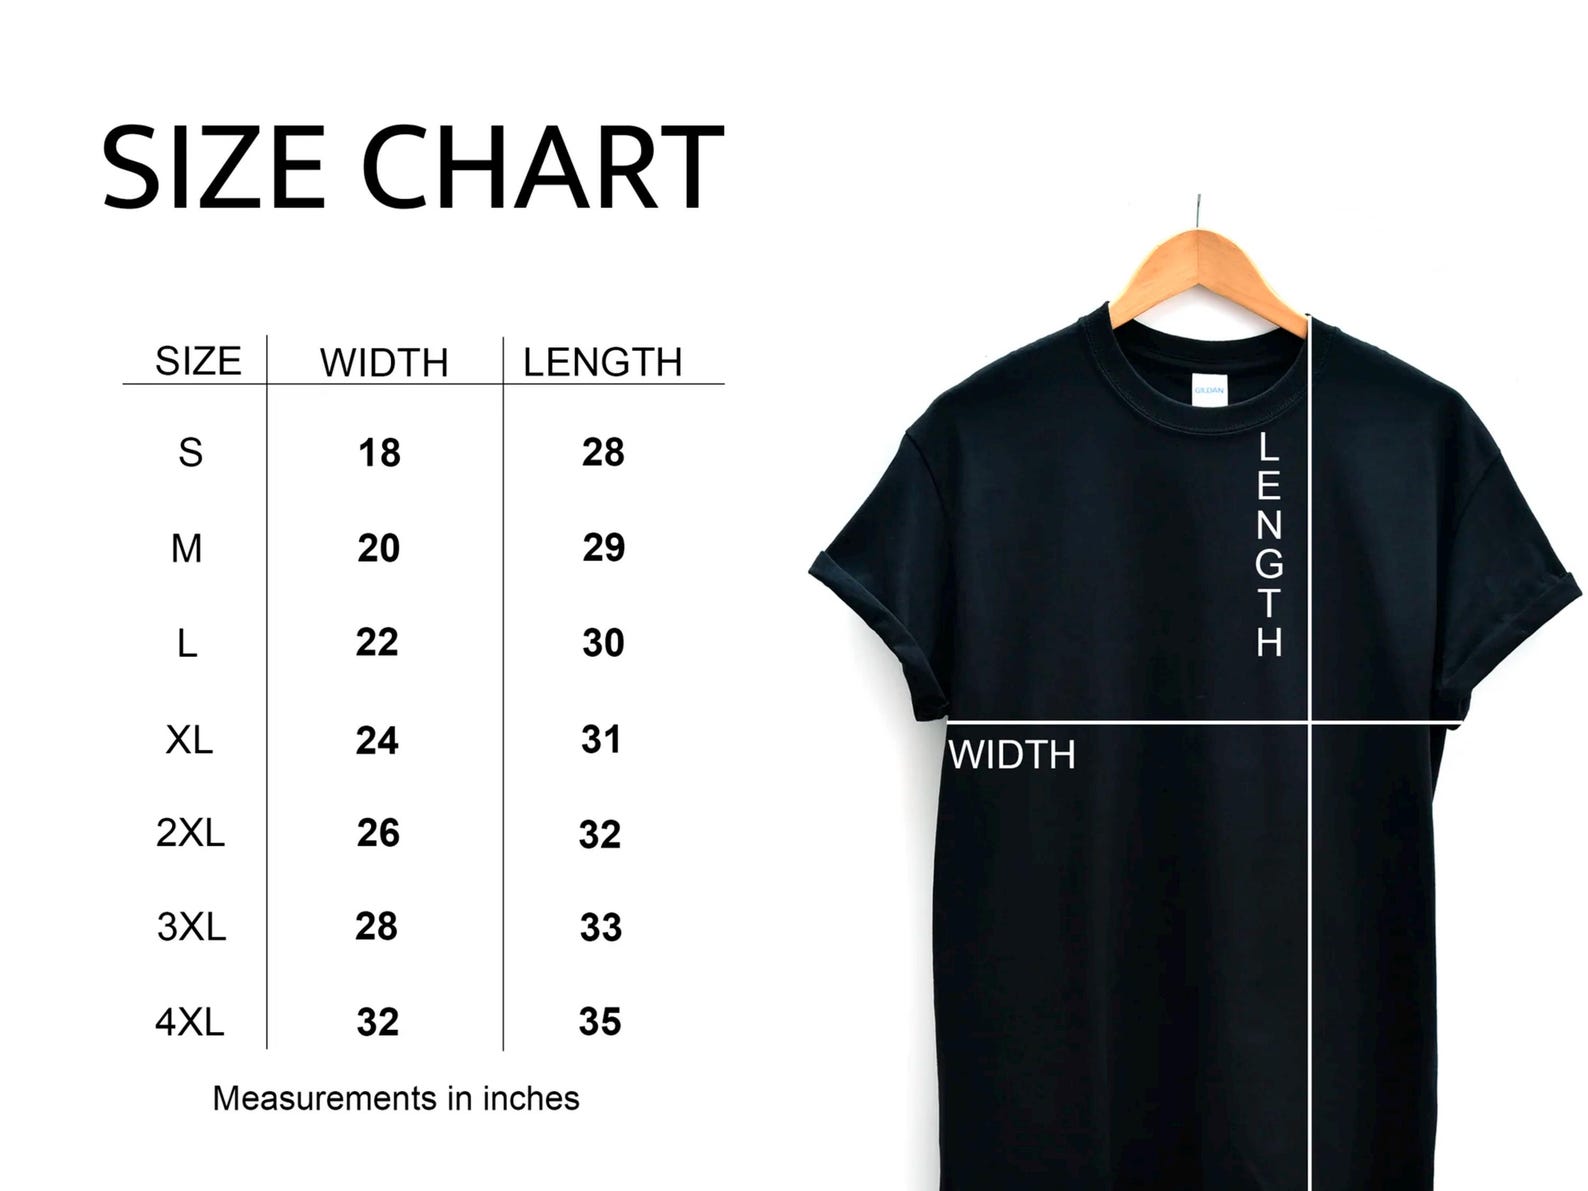 SIZE CHART
SIZE WIDTH LENGTH
S 18 28
M 20 29
L 22 30
XL 24 31
2XL 26 32
3XL 28 33
4XL 32 35
Measurements in inches
GILDAN
LENGTH
WIDTH